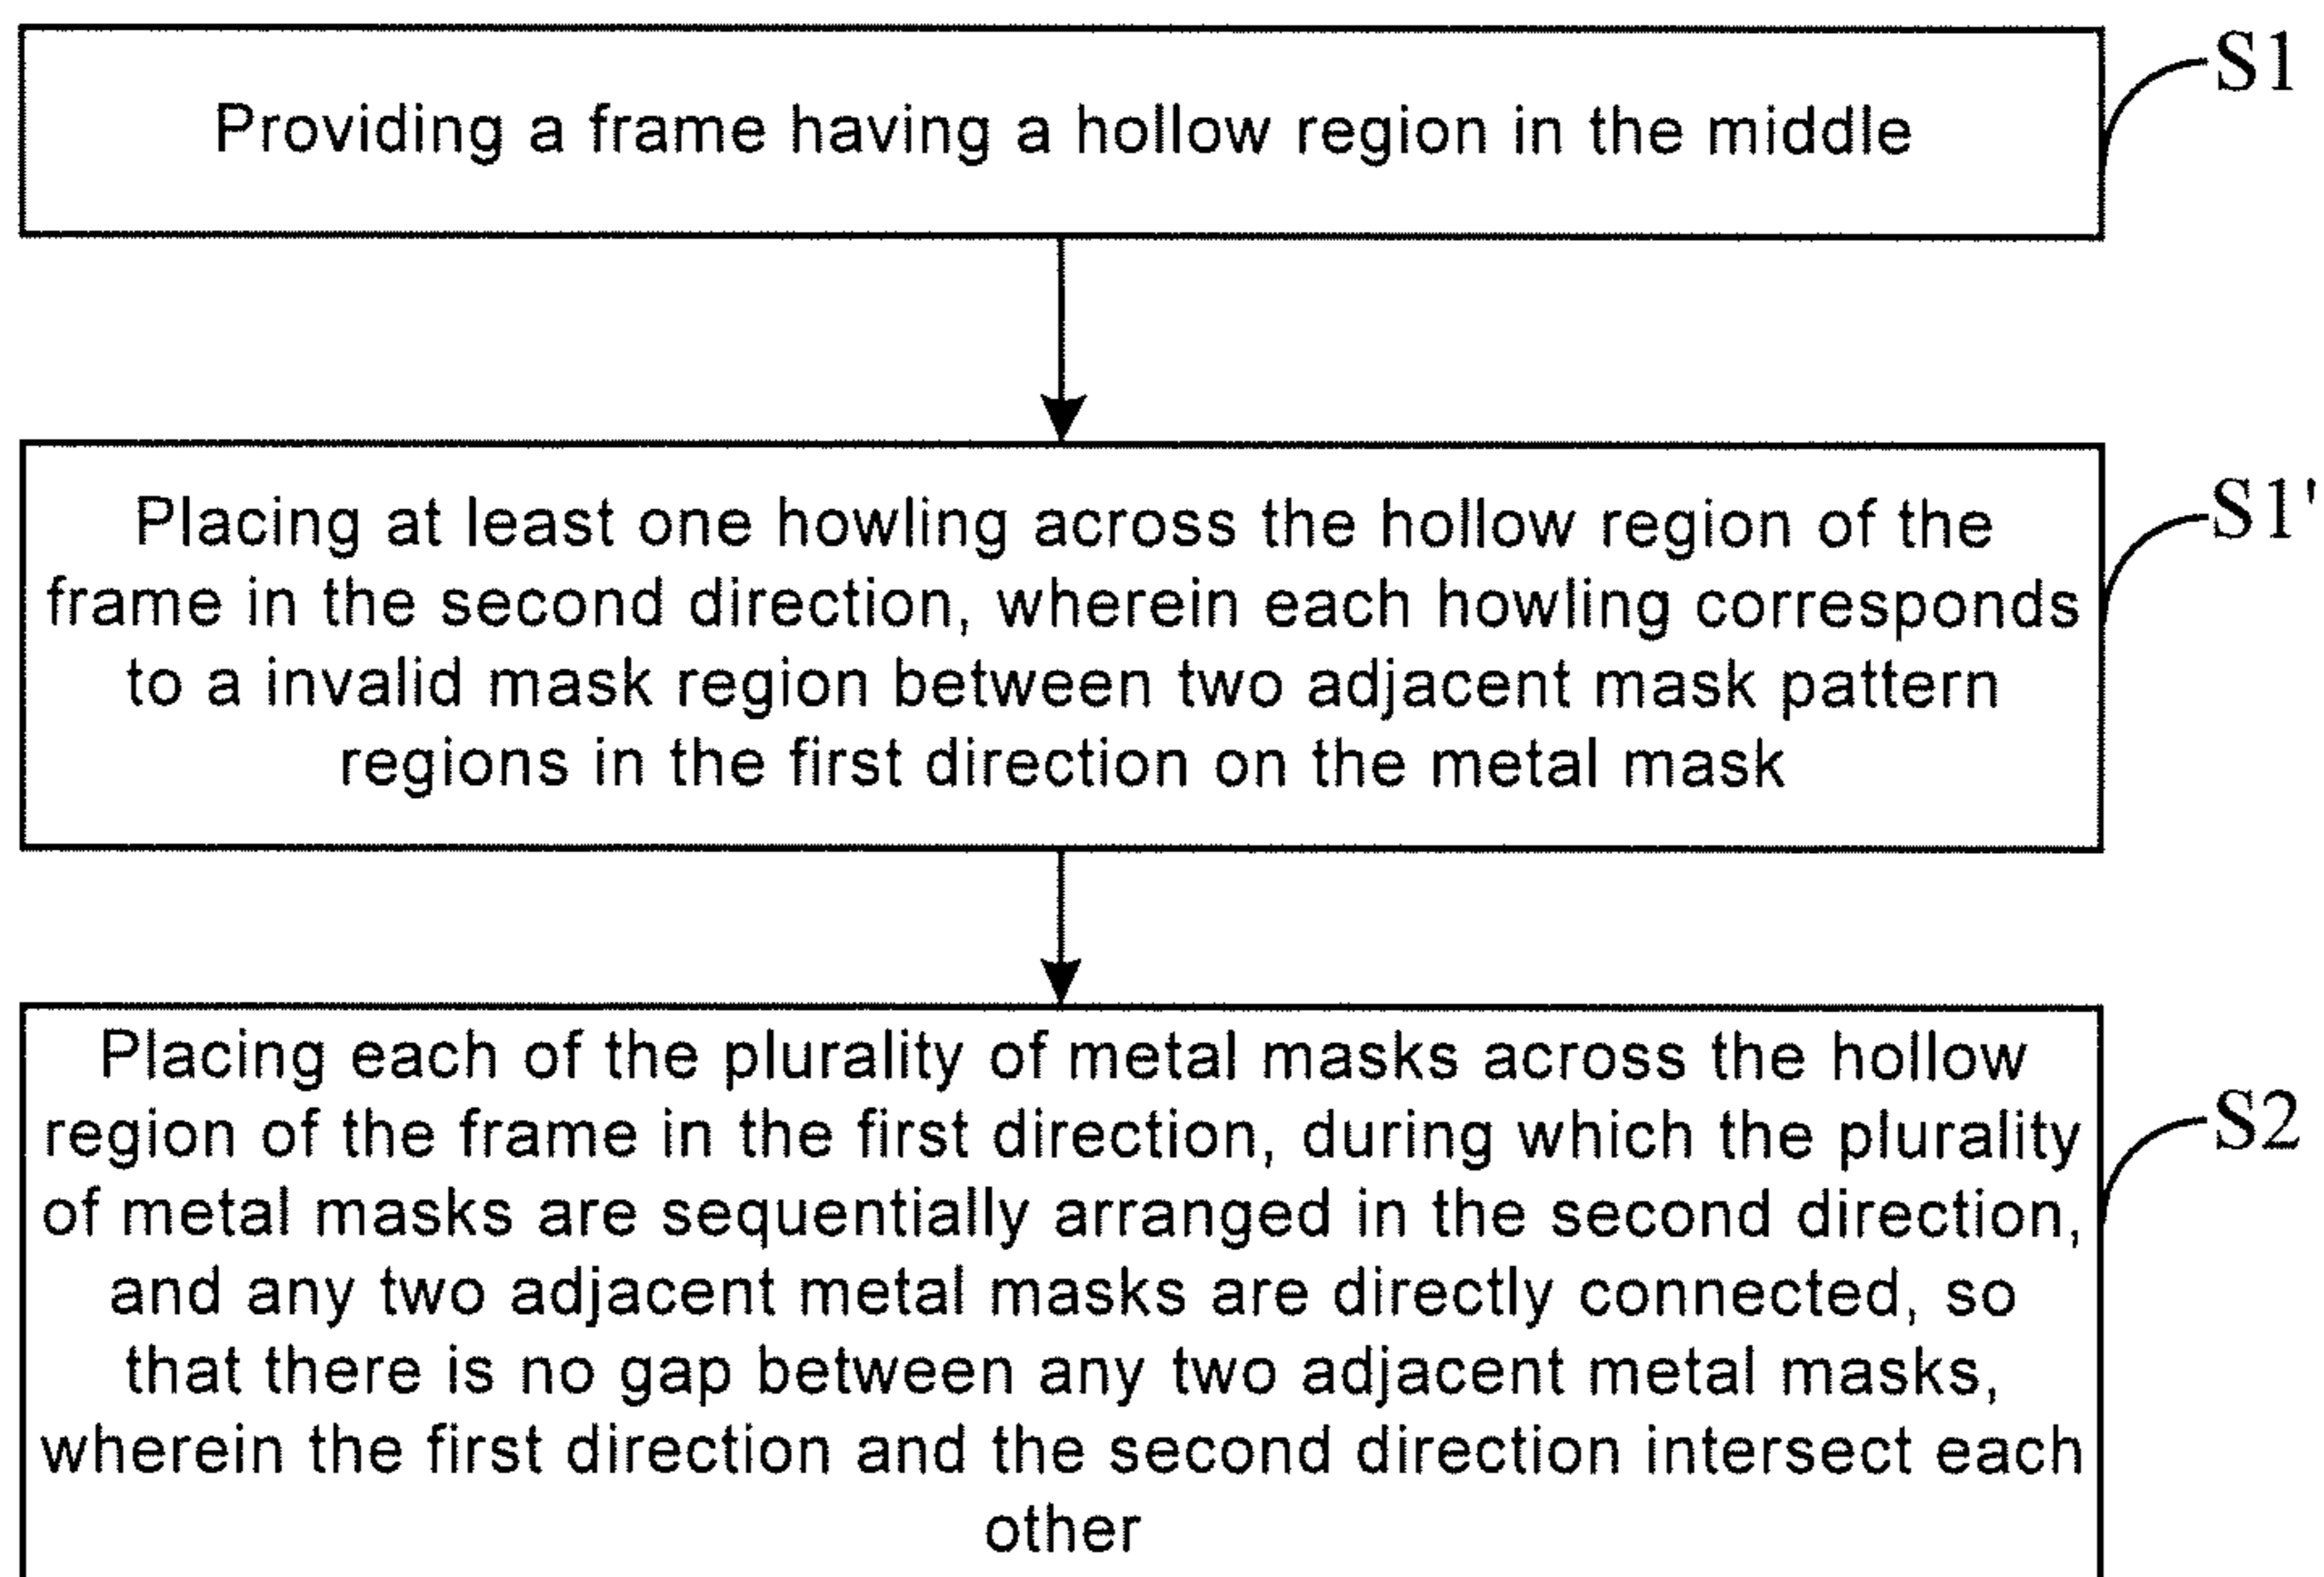 Providing a frame having a hollow region in the middle
S1
Placing at least one howling across the hollow region of the
frame in the second direction, wherein each howling corresponds
to a invalid mask region between two adjacent mask pattern
regions in the first direction on the metal mask
S1'
Placing each of the plurality of metal masks across the hollow
region of the frame in the first direction, during which the plurality
of metal masks are sequentially arranged in the second direction,
and any two adjacent metal masks are directly connected, so
that there is no gap between any two adjacent metal masks,
wherein the first direction and the second direction intersect each
other
S2